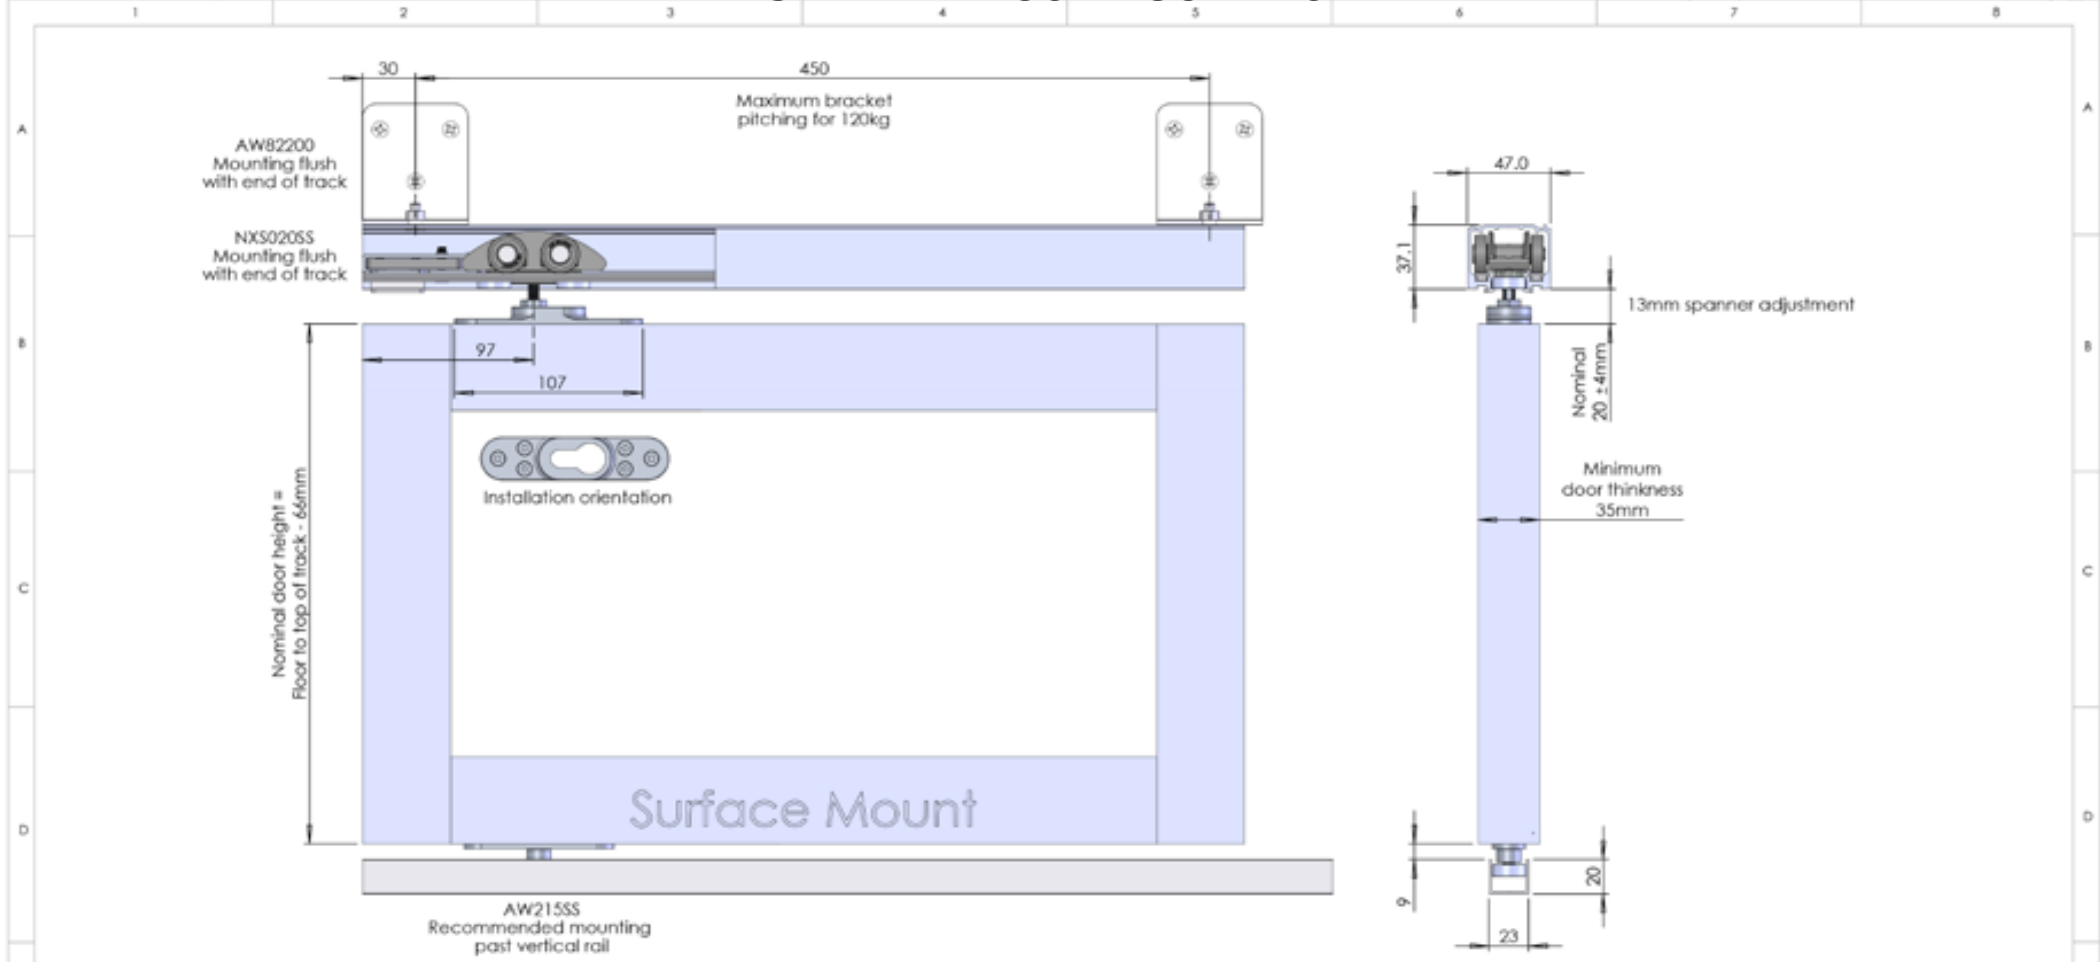 1 2 3 4 5 6 7 8
A
B
C
D
A
B
C
D
30
450
Maximum bracket
pitching for 120kg
AW82200
Mounting flush
with end of track
NXS020SS
Mounting flush
with end of track
97
107
Installation orientation
Nominal door height =
Floor to top of track - 66mm
Surface Mount
AW215SS
Recommended mounting
past vertical rail
47.0
37.1
13mm spanner adjustment
Nominal
20 ±4mm
Minimum
door thinkness
35mm
9
20
23